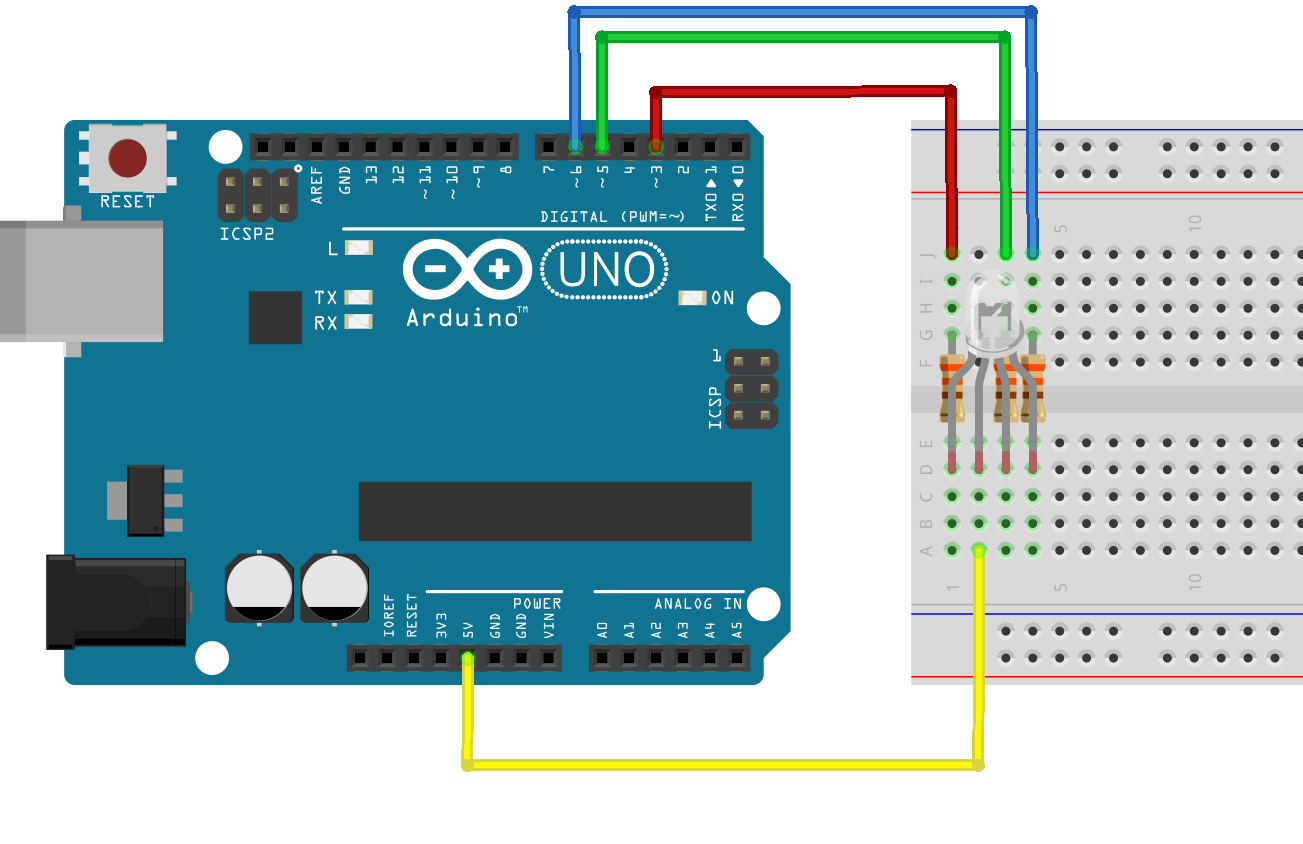 RESET
ICSP2
AREF
GND
13
12
~11
~10
~9
8
7
~6
~5
4
~3
2
TX0 ▶ 1
RX0 ◀ 0
DIGITAL (PWM=~)
L
TX
RX
UNO
Arduino™
ON
1
ICSP
IOREF
RESET
3V3
5V
GND
GND
VIN
POWER
ANALOG IN
A0
A1
A2
A3
A4
A5
5
10
J
I
H
G
F
E
D
C
B
A
1
5
10